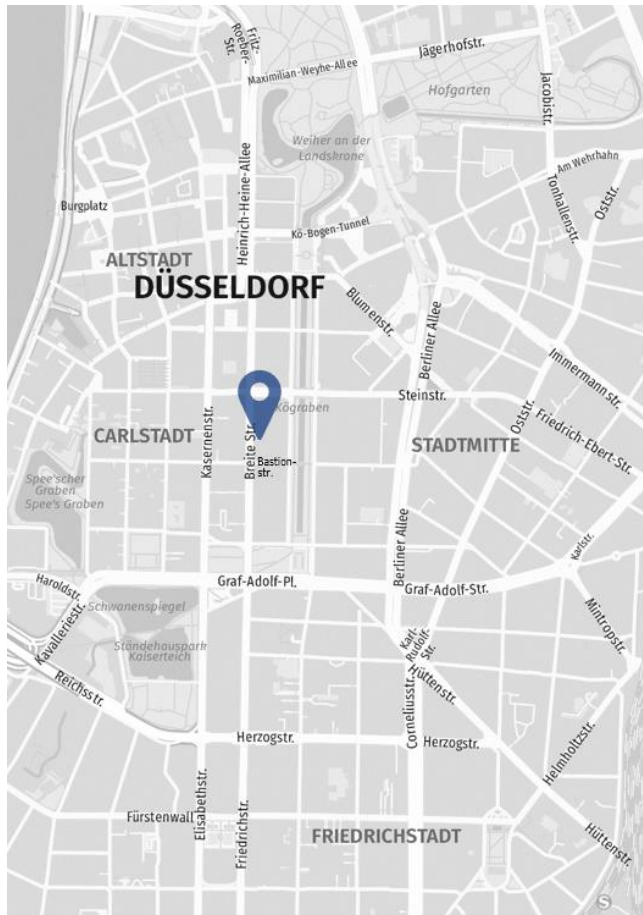 Fritz-
Roeber-
Str.
Jägerhofstr.
Maximilian-Weyhe-Allee
Hofgarten
Jacobistr.
Weiher an der
Landskrone
Heinrich-Heine-Allee
Am Wehrhahn
Tonhallenstr.
Oststr.
Burgplatz
Kö-Bogen-Tunnel
ALTSTADT
DÜSSELDORF
Blumenstr.
Berliner Allee
Immermannstr.
Steinstr.
Kögraben
Oststr.
Friedrich-Ebert-Str.
CARLSTADT
Kasernenstr.
Breite Str.
STADTMITTE
Bastion-
str.
Spee'scher
Graben
Spee's Graben
Berliner Allee
Karlstr.
Haroldstr.
Graf-Adolf-Pl.
Graf-Adolf-Str.
Kavalleriestr.
Schwanenspiegel
Mintropstr.
Ständehauspark
Kaiserteich
Karl-
Rudolf-
Str.
Reichsstr.
Hüttenstr.
Corneliusstr.
Herzogstr.
Herzogstr.
Helmholtzstr.
Elisabethstr.
Friedrichstr.
Fürstenwall
FRIEDRICHSTADT
Hüttenstr.
S